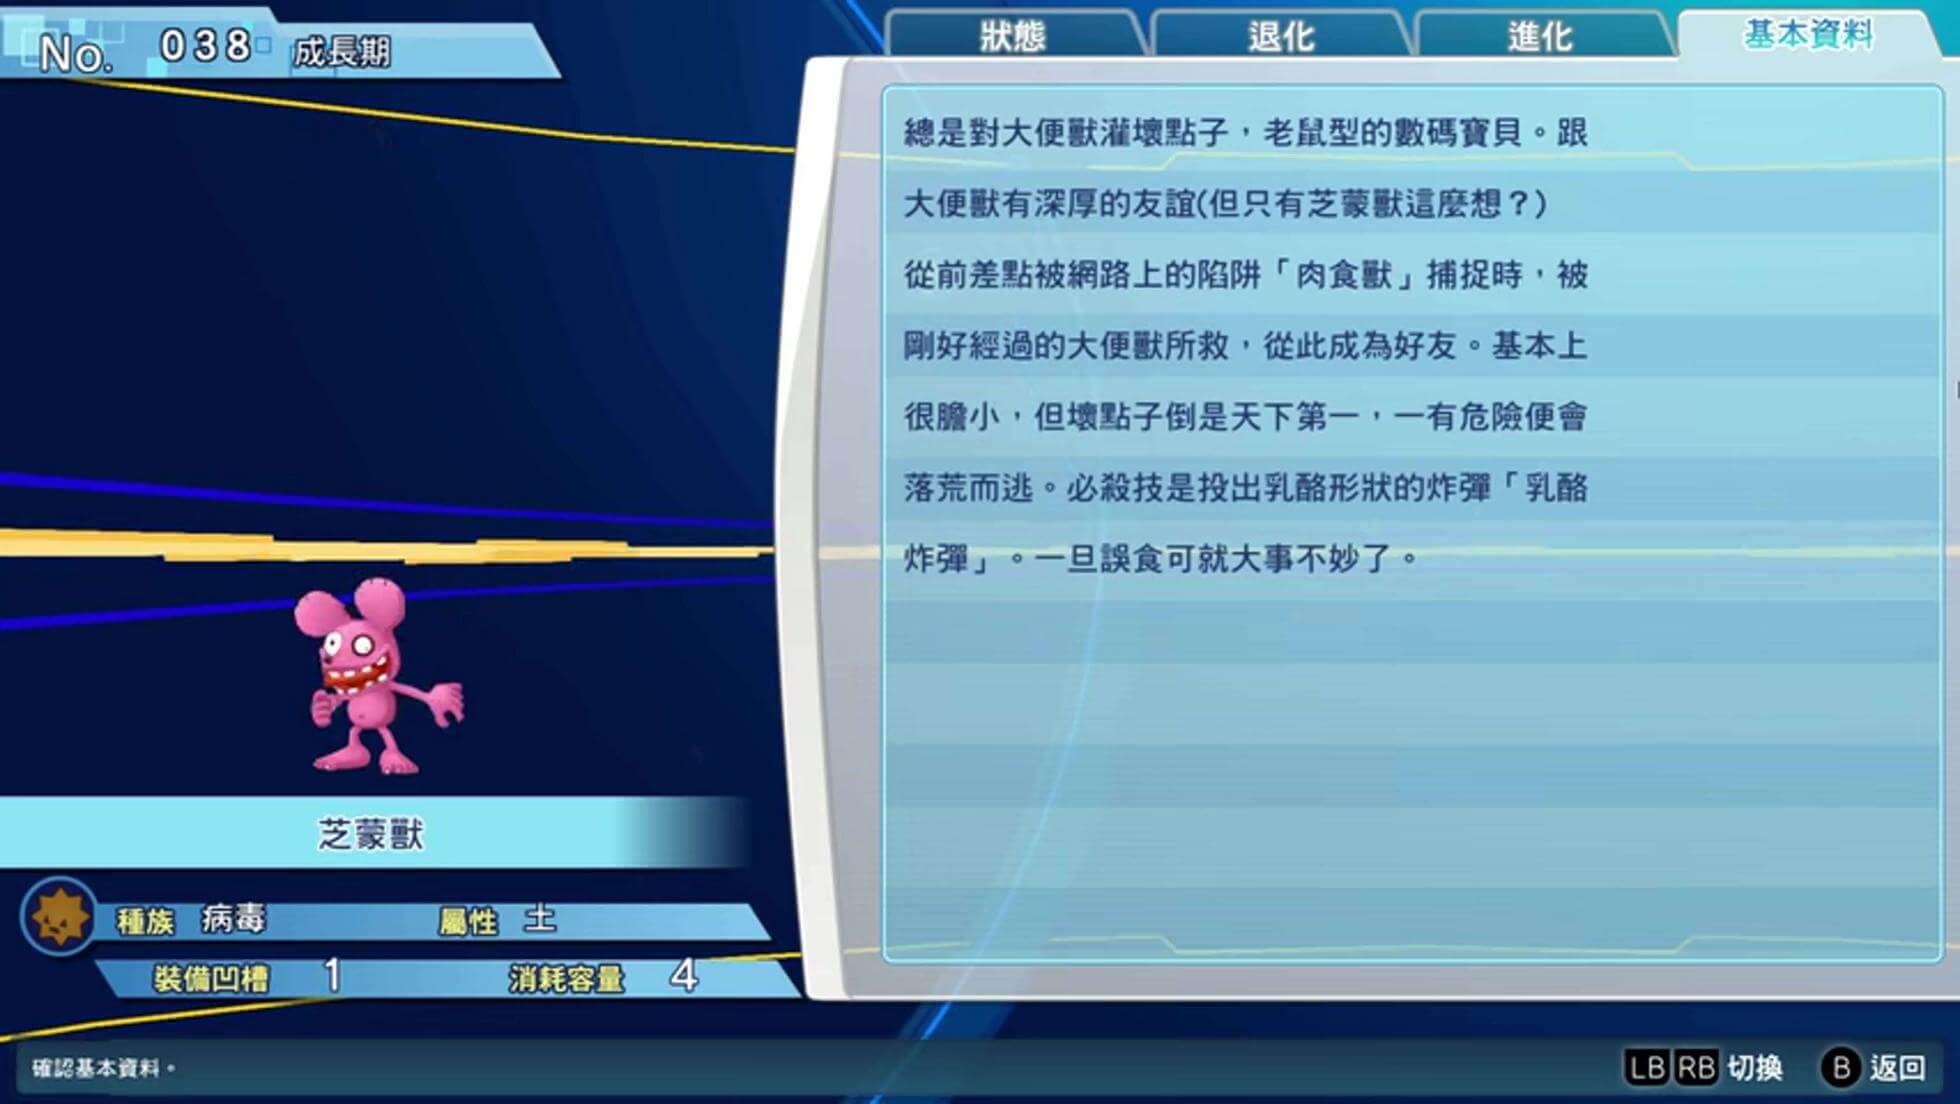 No. 038 成長期
狀態 退化 進化 基本資料
總是對大便獸灌壞點子，老鼠型的數碼寶貝。跟
大便獸有深厚的友誼(但只有芝蒙獸這麼想？)
從前差點被網路上的陷阱「肉食獸」捕捉時，被
剛好經過的大便獸所救，從此成為好友。基本上
很膽小，但壞點子倒是天下第一，一有危險便會
落荒而逃。必殺技是投出乳酪形狀的炸彈「乳酪
炸彈」。一旦誤食可就大事不妙了。
芝蒙獸
種族 病毒 屬性 土
裝備凹槽 1 消耗容量 4
確認基本資料。
LB RB 切換 B 返回